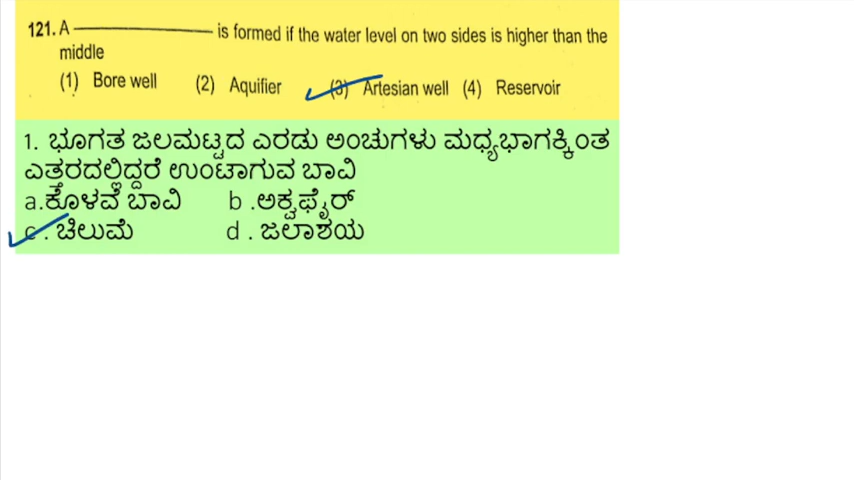 121. A ———————— is formed if the water level on two sides is higher than the
middle
(1) Bore well (2) Aquifier (3) Artesian well (4) Reservoir
1. ಭೂಗತ ಜಲಮಟ್ಟದ ಎರಡು ಅಂಚುಗಳು ಮಧ್ಯಭಾಗಕ್ಕಿಂತ
ಎತ್ತರದಲ್ಲಿದ್ದರೆ ಉಂಟಾಗುವ ಬಾವಿ
a.ಕೊಳವೆ ಬಾವಿ b .ಅಕ್ವಫೈರ್
c . ಚಿಲುಮೆ d . ಜಲಾಶಯ